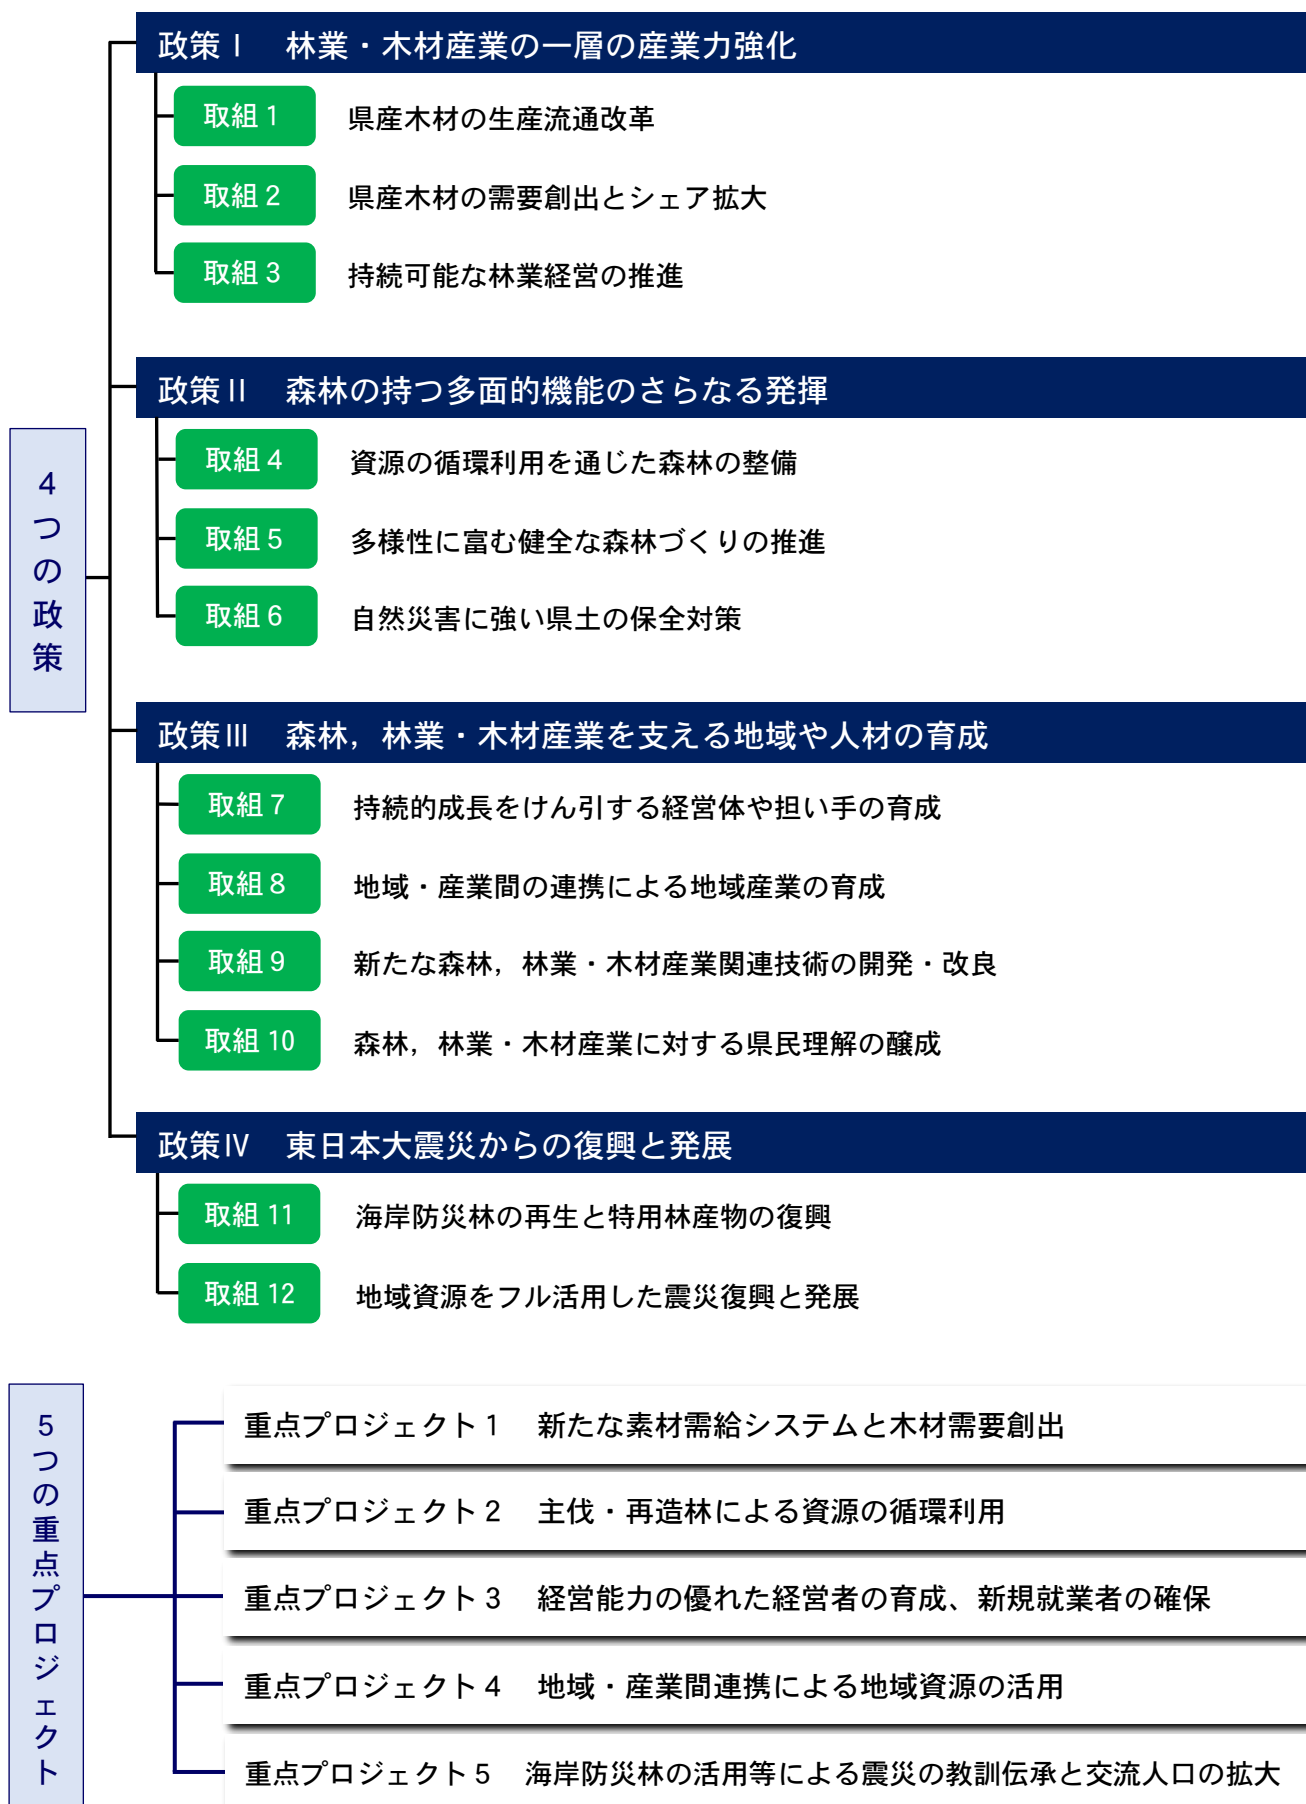 4つの政策
政策Ⅰ　林業・木材産業の一層の産業力強化
取組1　県産木材の生産流通改革
取組2　県産木材の需要創出とシェア拡大
取組3　持続可能な林業経営の推進
政策Ⅱ　森林の持つ多面的機能のさらなる発揮
取組4　資源の循環利用を通じた森林の整備
取組5　多様性に富む健全な森林づくりの推進
取組6　自然災害に強い県土の保全対策
政策Ⅲ　森林，林業・木材産業を支える地域や人材の育成
取組7　持続的成長をけん引する経営体や担い手の育成
取組8　地域・産業間の連携による地域産業の育成
取組9　新たな森林，林業・木材産業関連技術の開発・改良
取組10　森林，林業・木材産業に対する県民理解の醸成
政策Ⅳ　東日本大震災からの復興と発展
取組11　海岸防災林の再生と特用林産物の復興
取組12　地域資源をフル活用した震災復興と発展
5つの重点プロジェクト
重点プロジェクト1　新たな素材需給システムと木材需要創出
重点プロジェクト2　主伐・再造林による資源の循環利用
重点プロジェクト3　経営能力の優れた経営者の育成、新規就業者の確保
重点プロジェクト4　地域・産業間連携による地域資源の活用
重点プロジェクト5　海岸防災林の活用等による震災の教訓伝承と交流人口の拡大